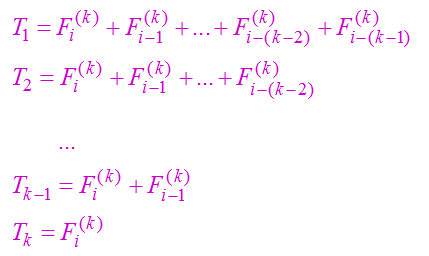 T_1 = F_i^{(k)} + F_{i-1}^{(k)} + ... + F_{i-(k-2)}^{(k)} + F_{i-(k-1)}^{(k)}
T_2 = F_i^{(k)} + F_{i-1}^{(k)} + ... + F_{i-(k-2)}^{(k)}
...
T_{k-1} = F_i^{(k)} + F_{i-1}^{(k)}
T_k = F_i^{(k)}